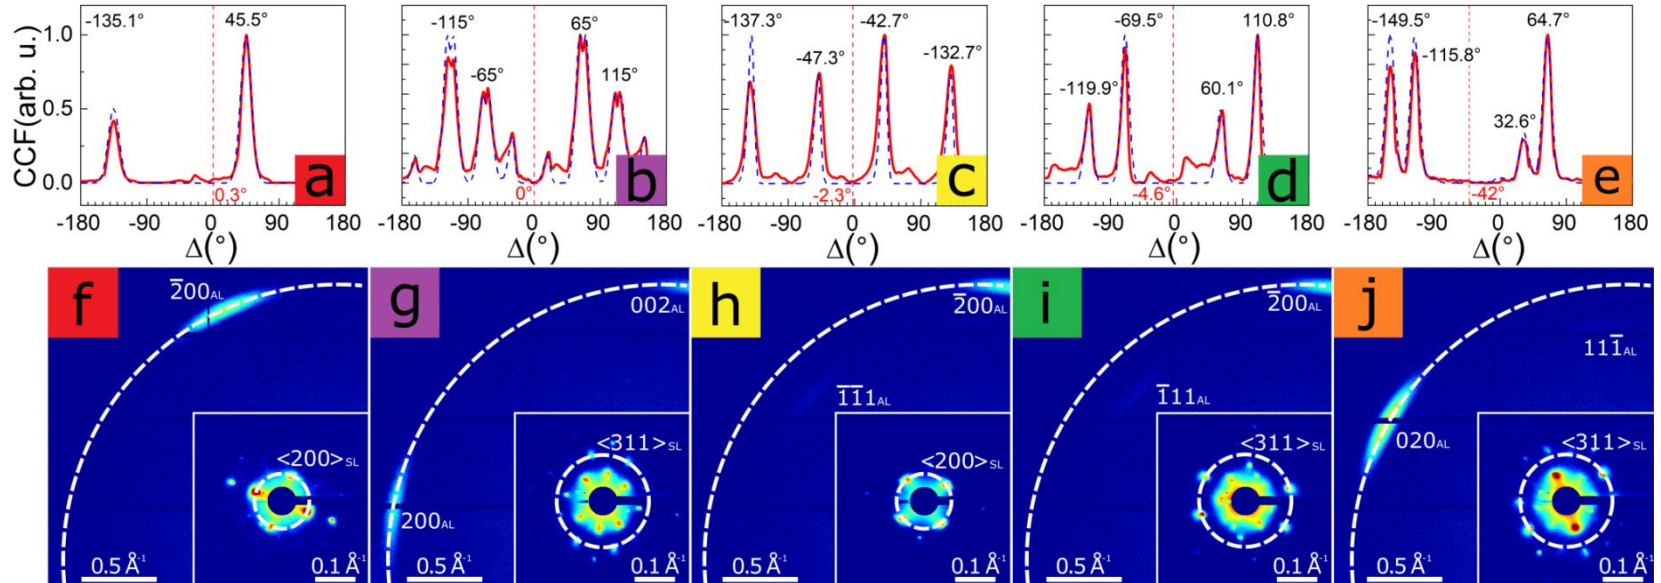 -135.1° 45.5°
-115° 65°
-65° 115°
-137.3° -42.7°
-47.3° -132.7°
-69.5° 110.8°
-119.9° 60.1°
-149.5° 64.7°
-115.8°
32.6°
CCF(arb. u.)
1.0
0.5
0.0
0.3° a
0° b
-2.3° c
-4.6° d
-42° e
-180 -90 0 90 180
-180 -90 0 90 180
-180 -90 0 90 180
-180 -90 0 90 180
-180 -90 0 90 180
Δ(°) Δ(°) Δ(°) Δ(°) Δ(°)
f
2̅00AL
<200>SL
0.5 Å-1 0.1 Å-1
g
002AL
<311>SL
200AL
0.5 Å-1 0.1 Å-1
h
2̅00AL
1̅1̅1AL
<200>SL
0.5 Å-1 0.1 Å-1
i
2̅00AL
1̅11AL
<311>SL
0.5 Å-1 0.1 Å-1
j
111̅AL
020AL
<311>SL
0.5 Å-1 0.1 Å-1